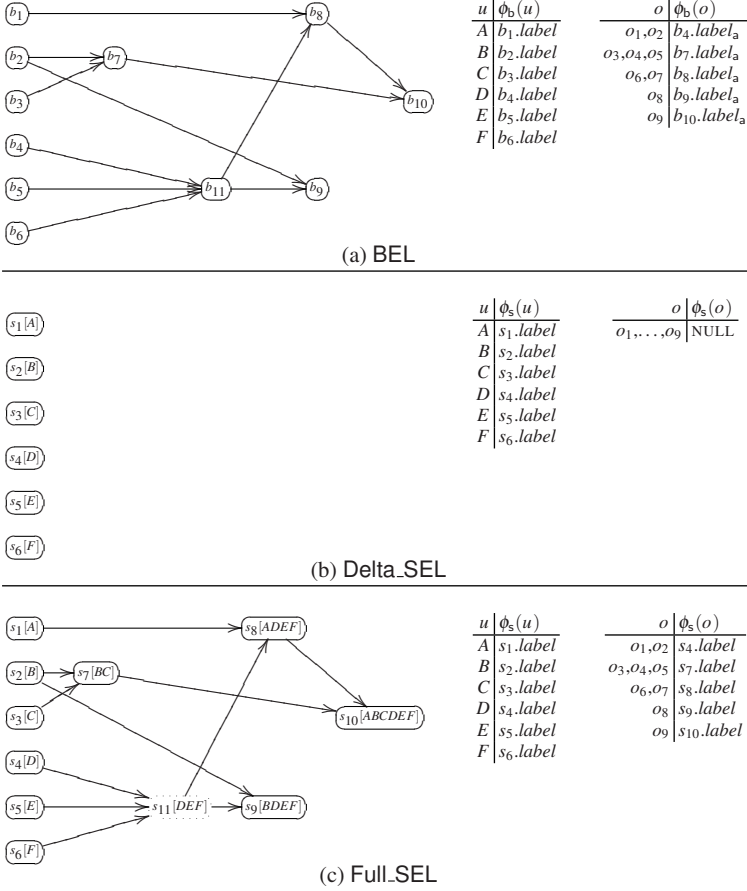 b1
b2
b3
b4
b5
b6
b7
b8
b9
b10
b11
u ϕb(u)
A b1.label
B b2.label
C b3.label
D b4.label
E b5.label
F b6.label
o ϕb(o)
o1,o2 b4.labela
o3,o4,o5 b7.labela
o6,o7 b8.labela
o8 b9.labela
o9 b10.labela
(a) BEL
s1[A]
s2[B]
s3[C]
s4[D]
s5[E]
s6[F]
u ϕs(u)
A s1.label
B s2.label
C s3.label
D s4.label
E s5.label
F s6.label
o ϕs(o)
o1,...,o9 NULL
(b) Delta_SEL
s1[A]
s2[B]
s3[C]
s4[D]
s5[E]
s6[F]
s7[BC]
s8[ADEF]
s9[BDEF]
s10[ABCDEF]
s11[DEF]
u ϕs(u)
A s1.label
B s2.label
C s3.label
D s4.label
E s5.label
F s6.label
o ϕs(o)
o1,o2 s4.label
o3,o4,o5 s7.label
o6,o7 s8.label
o8 s9.label
o9 s10.label
(c) Full_SEL